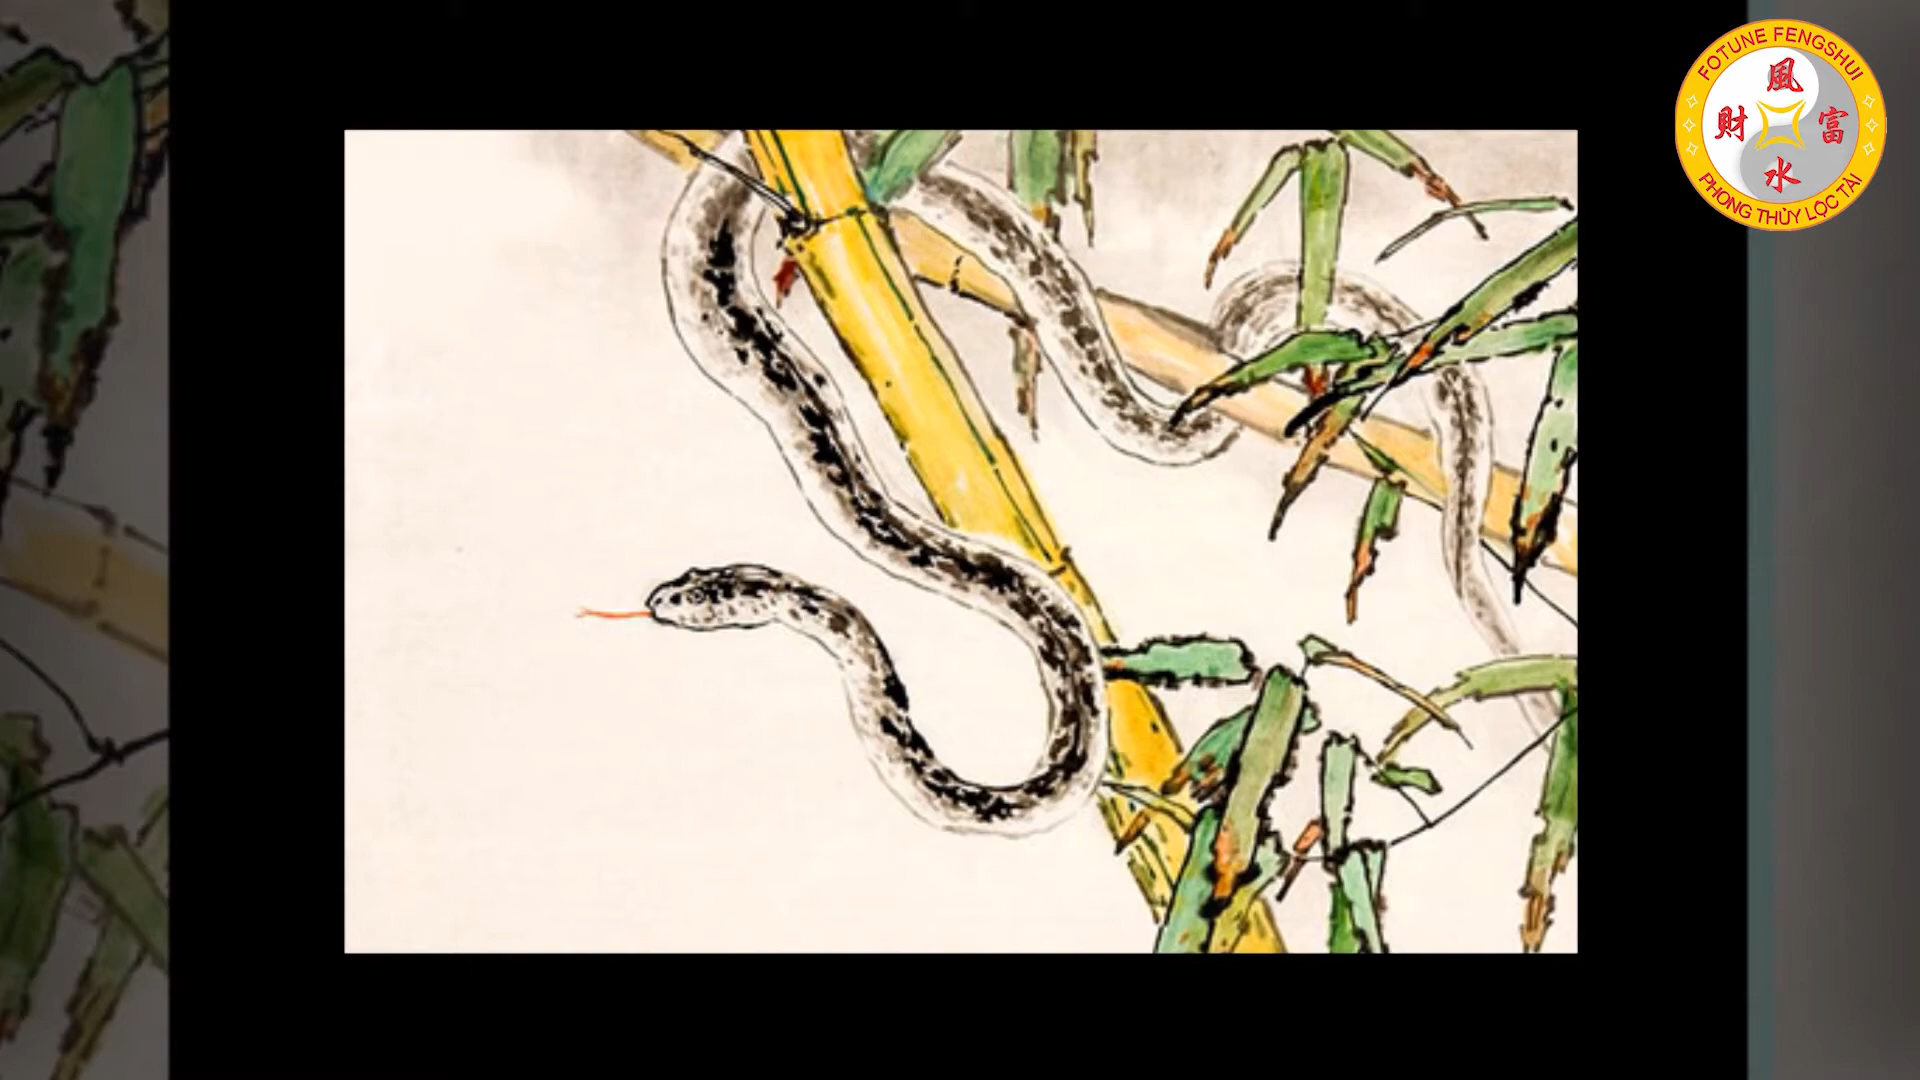 FOTUNE FENGSHUI
風
財 富
水
PHONG THỦY LỘC TÀI